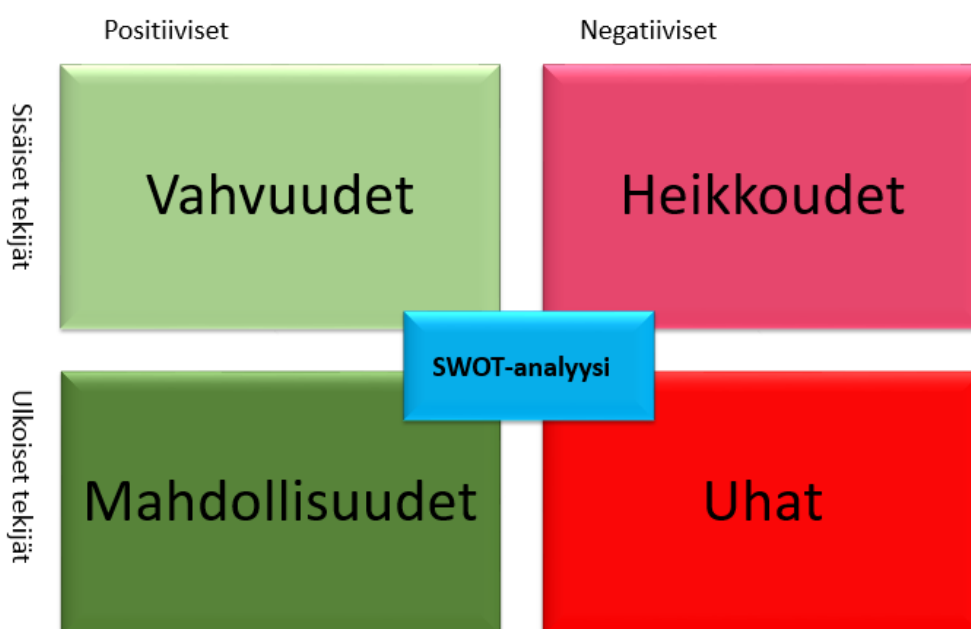 Positiiviset
Negatiiviset
Sisäiset tekijät
Vahvuudet
Heikkoudet
SWOT-analyysi
Ulkoiset tekijät
Mahdollisuudet
Uhat